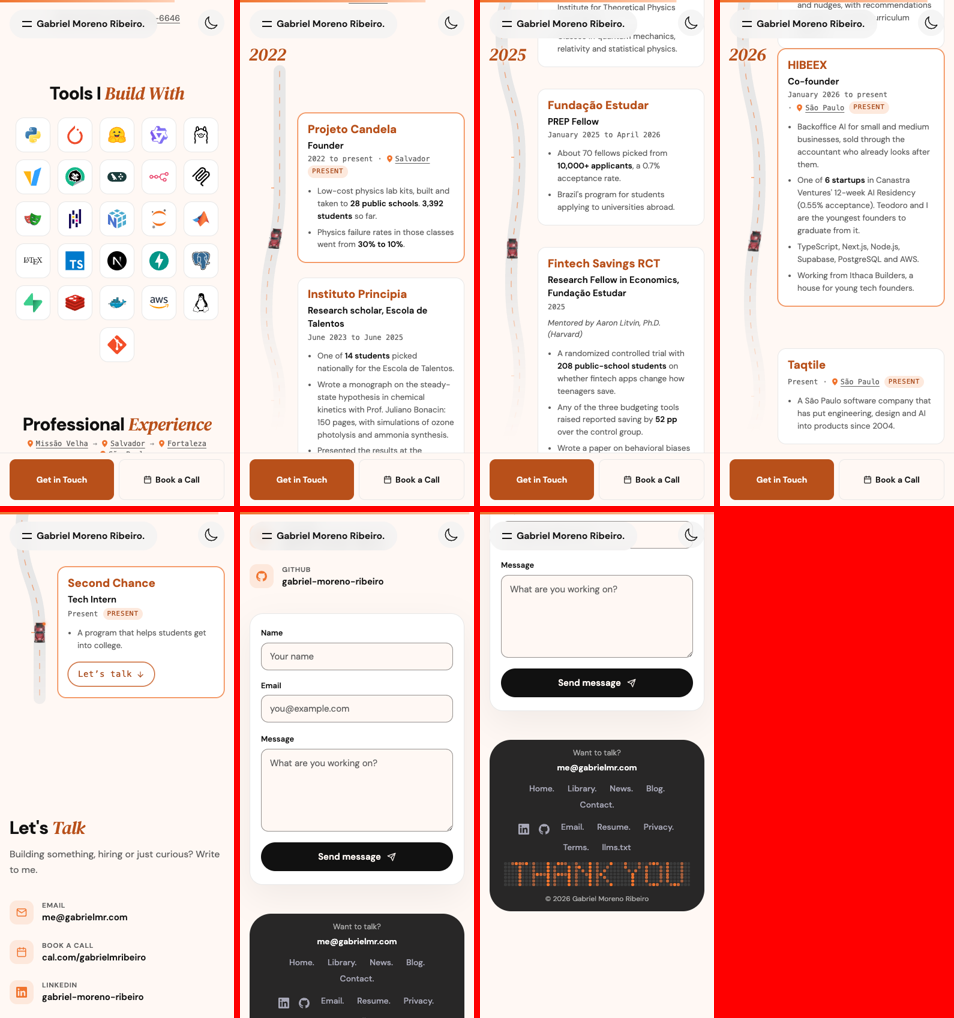 -6646
Gabriel Moreno Ribeiro.
Tools I Build With
LATEX
TS
aws
Professional Experience
Missão Velha → Salvador → Fortaleza
Get in Touch
Book a Call
Gabriel Moreno Ribeiro.
2022
Projeto Candela
Founder
2022 to present · Salvador
PRESENT
• Low-cost physics lab kits, built and
taken to 28 public schools. 3,392
students so far.
• Physics failure rates in those classes
went from 30% to 10%.
Instituto Principia
Research scholar, Escola de
Talentos
June 2023 to June 2025
• One of 14 students picked
nationally for the Escola de Talentos.
• Wrote a monograph on the steady-
state hypothesis in chemical
kinetics with Prof. Juliano Bonacin:
150 pages, with simulations of ozone
photolysis and ammonia synthesis.
• Presented the results at the
Get in Touch
Book a Call
Institute for Theoretical Physics
Gabriel Moreno Ribeiro.
mechanics,
relativity and statistical physics.
2025
Fundação Estudar
PREP Fellow
January 2025 to April 2026
• About 70 fellows picked from
10,000+ applicants, a 0.7%
acceptance rate.
• Brazil's program for students
applying to universities abroad.
Fintech Savings RCT
Research Fellow in Economics,
Fundação Estudar
2025
Mentored by Aaron Litvin, Ph.D.
(Harvard)
• A randomized controlled trial with
208 public-school students on
whether fintech apps change how
teenagers save.
• Any of the three budgeting tools
raised reported saving by 52 pp
over the control group.
• Wrote a paper on behavioral biases
Get in Touch
Book a Call
and nudges, with recommendations
Gabriel Moreno Ribeiro.
curriculum
2026
HIBEEX
Co-founder
January 2026 to present
· São Paulo PRESENT
• Backoffice AI for small and medium
businesses, sold through the
accountant who already looks after
them.
• One of 6 startups in Canastra
Ventures' 12-week AI Residency
(0.55% acceptance). Teodoro and I
are the youngest founders to
graduate from it.
• TypeScript, Next.js, Node.js,
Supabase, PostgreSQL and AWS.
• Working from Ithaca Builders, a
house for young tech founders.
Taqtile
Present · São Paulo PRESENT
• A São Paulo software company that
has put engineering, design and AI
into products since 2004.
Get in Touch
Book a Call
Gabriel Moreno Ribeiro.
Second Chance
Tech Intern
Present PRESENT
• A program that helps students get
into college.
Let's talk ↓
Let's Talk
Building something, hiring or just curious? Write
to me.
EMAIL
me@gabrielmr.com
BOOK A CALL
cal.com/gabrielmribeiro
LINKEDIN
gabriel-moreno-ribeiro
Gabriel Moreno Ribeiro.
GITHUB
gabriel-moreno-ribeiro
Name
Your name
Email
you@example.com
Message
What are you working on?
Send message
Want to talk?
me@gabrielmr.com
Home. Library. News. Blog.
Contact.
Email. Resume. Privacy.
Gabriel Moreno Ribeiro.
Message
What are you working on?
Send message
Want to talk?
me@gabrielmr.com
Home. Library. News. Blog.
Contact.
Email. Resume. Privacy.
Terms. llms.txt
THANK YOU
© 2026 Gabriel Moreno Ribeiro